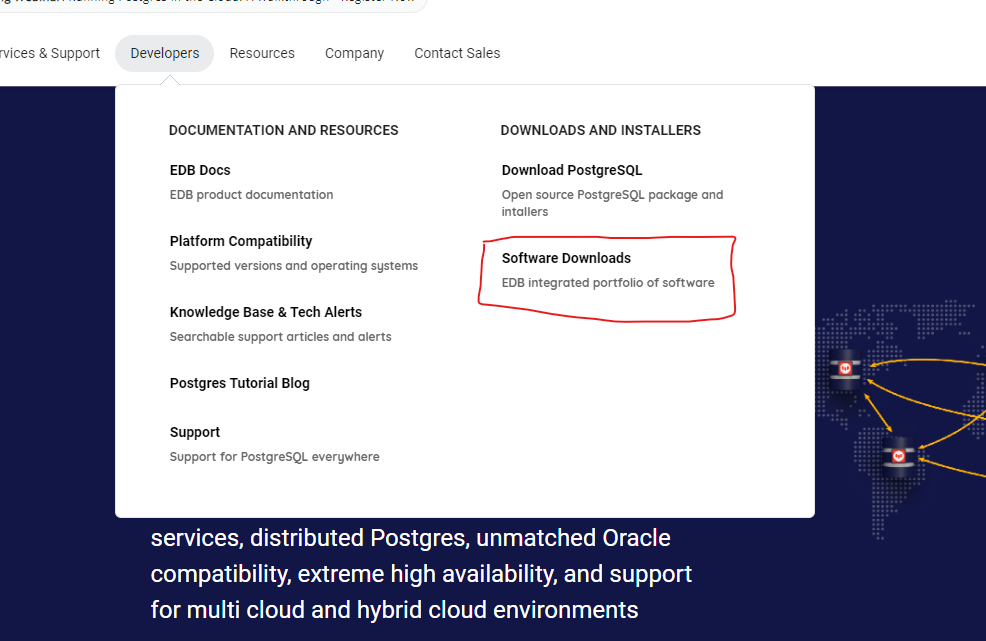 Running Postgres in the Cloud: A Walkthrough - Register Now
rvices & Support
Developers
Resources
Company
Contact Sales
DOCUMENTATION AND RESOURCES
EDB Docs
EDB product documentation
Platform Compatibility
Supported versions and operating systems
Knowledge Base & Tech Alerts
Searchable support articles and alerts
Postgres Tutorial Blog
Support
Support for PostgreSQL everywhere
DOWNLOADS AND INSTALLERS
Download PostgreSQL
Open source PostgreSQL package and
intallers
Software Downloads
EDB integrated portfolio of software
services, distributed Postgres, unmatched Oracle
compatibility, extreme high availability, and support
for multi cloud and hybrid cloud environments